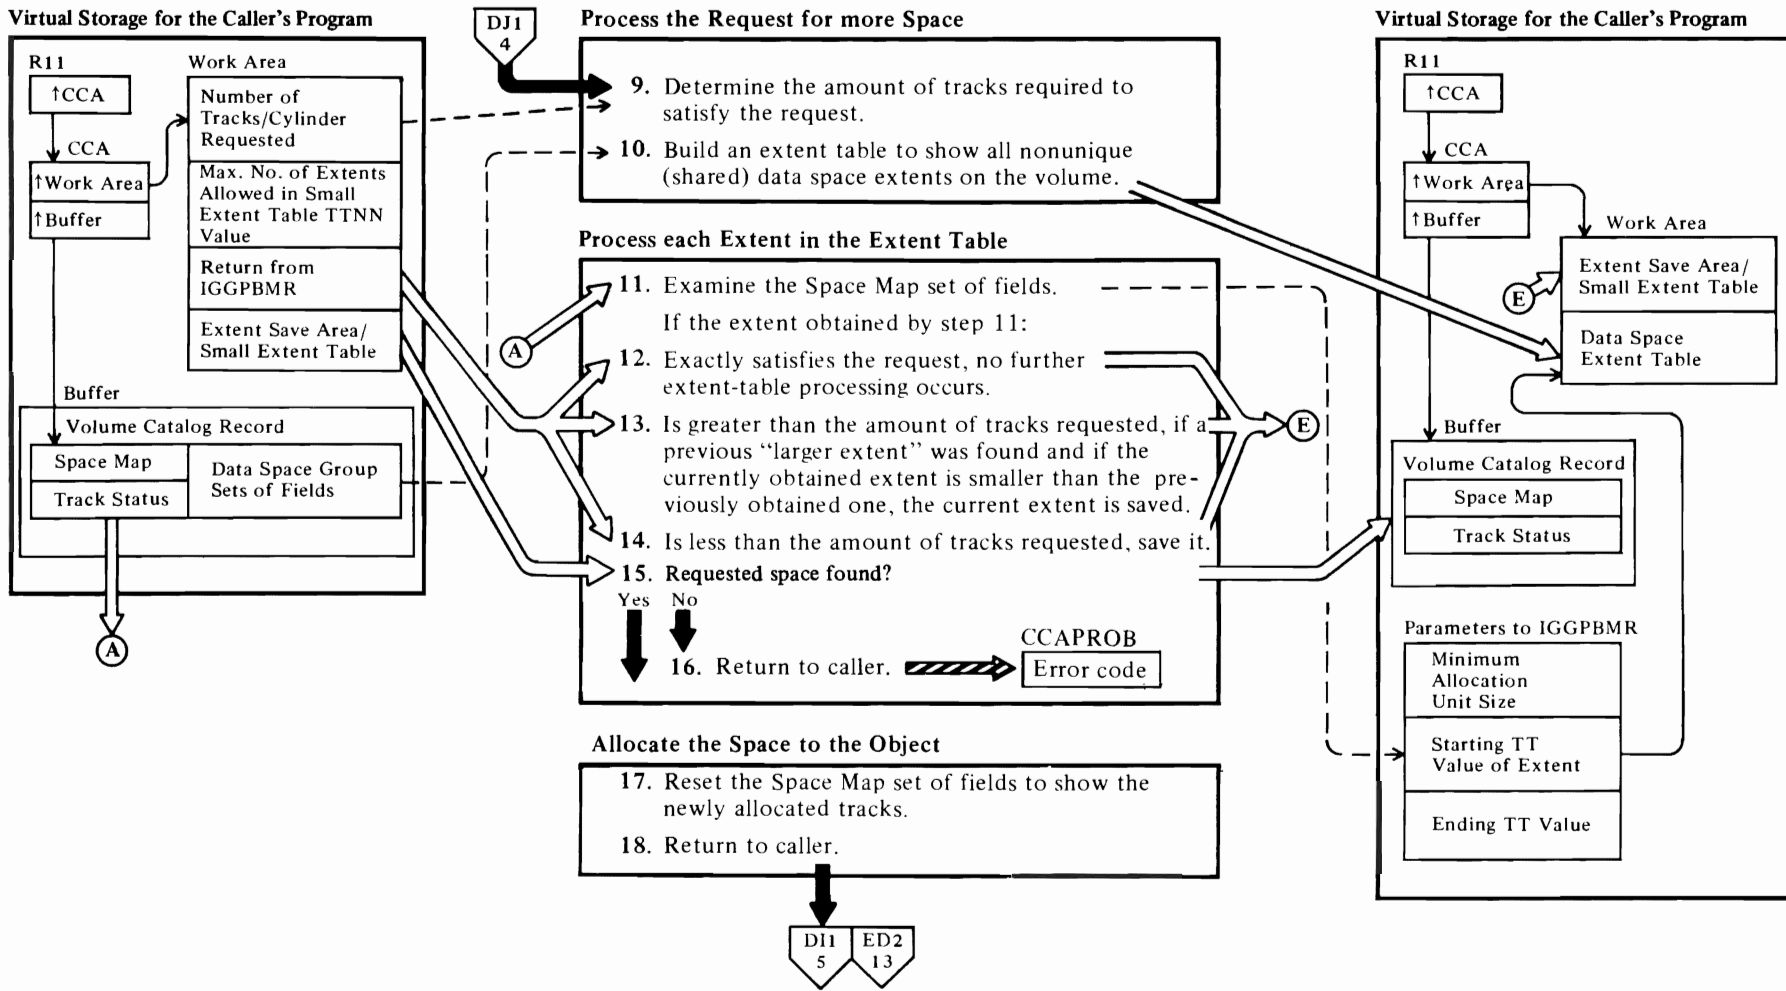 Virtual Storage for the Caller's Program
R11
↑CCA
CCA
↑Work Area
↑Buffer
Work Area
Number of
Tracks/Cylinder
Requested
Max. No. of Extents
Allowed in Small
Extent Table TTNN
Value
Return from
IGGPBMR
Extent Save Area/
Small Extent Table
Buffer
Volume Catalog Record
Space Map
Track Status
Data Space Group
Sets of Fields
A
DJ1
4
Process the Request for more Space
9. Determine the amount of tracks required to
satisfy the request.
10. Build an extent table to show all nonunique
(shared) data space extents on the volume.
Process each Extent in the Extent Table
A
11. Examine the Space Map set of fields.
If the extent obtained by step 11:
12. Exactly satisfies the request, no further
extent-table processing occurs.
13. Is greater than the amount of tracks requested, if a
previous “larger extent” was found and if the
currently obtained extent is smaller than the pre-
viously obtained one, the current extent is saved.
14. Is less than the amount of tracks requested, save it.
E
15. Requested space found?
Yes No
16. Return to caller.
CCAPROB
Error code
Allocate the Space to the Object
17. Reset the Space Map set of fields to show the
newly allocated tracks.
18. Return to caller.
DI1
5
ED2
13
Virtual Storage for the Caller's Program
R11
↑CCA
CCA
↑Work Area
↑Buffer
Work Area
Extent Save Area/
Small Extent Table
E
Data Space
Extent Table
Buffer
Volume Catalog Record
Space Map
Track Status
Parameters to IGGPBMR
Minimum
Allocation
Unit Size
Starting TT
Value of Extent
Ending TT Value